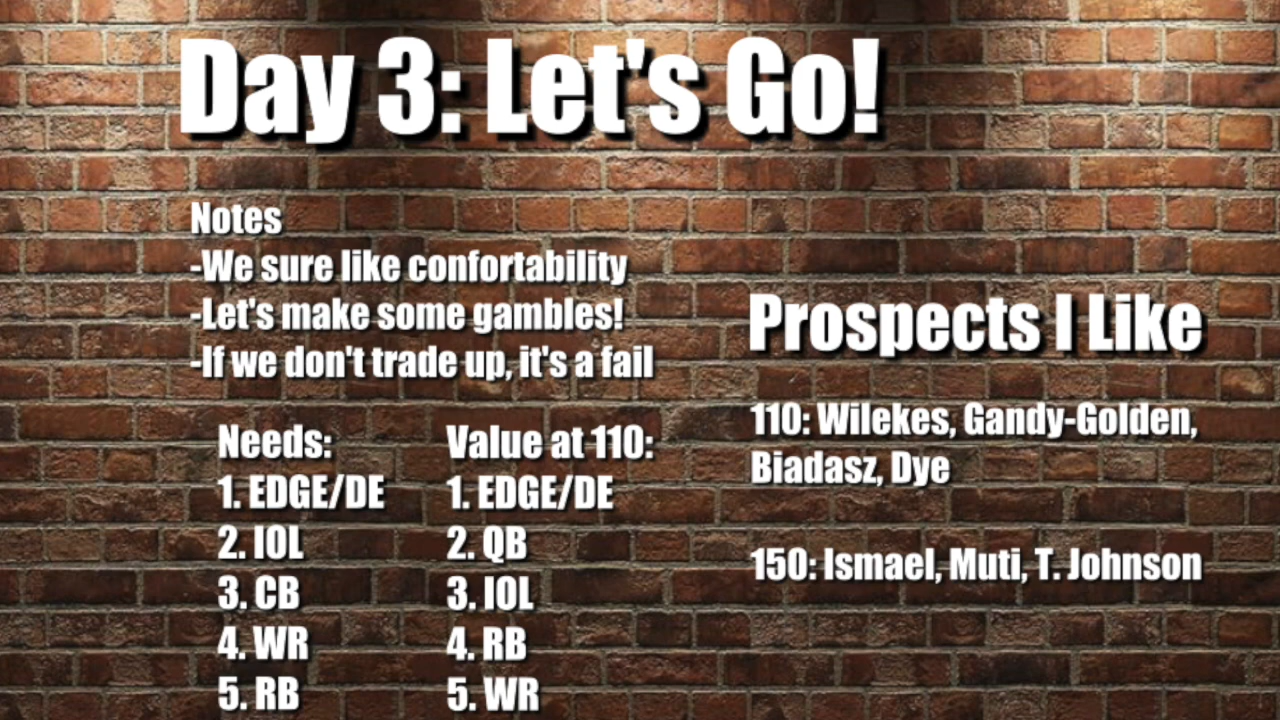 Day 3: Let's Go!
Notes
-We sure like confortability
-Let's make some gambles!
-If we don't trade up, it's a fail
Needs:
1. EDGE/DE
2. IOL
3. CB
4. WR
5. RB
Value at 110:
1. EDGE/DE
2. QB
3. IOL
4. RB
5. WR
Prospects I Like
110: Wilekes, Gandy-Golden,
Biadasz, Dye
150: Ismael, Muti, T. Johnson